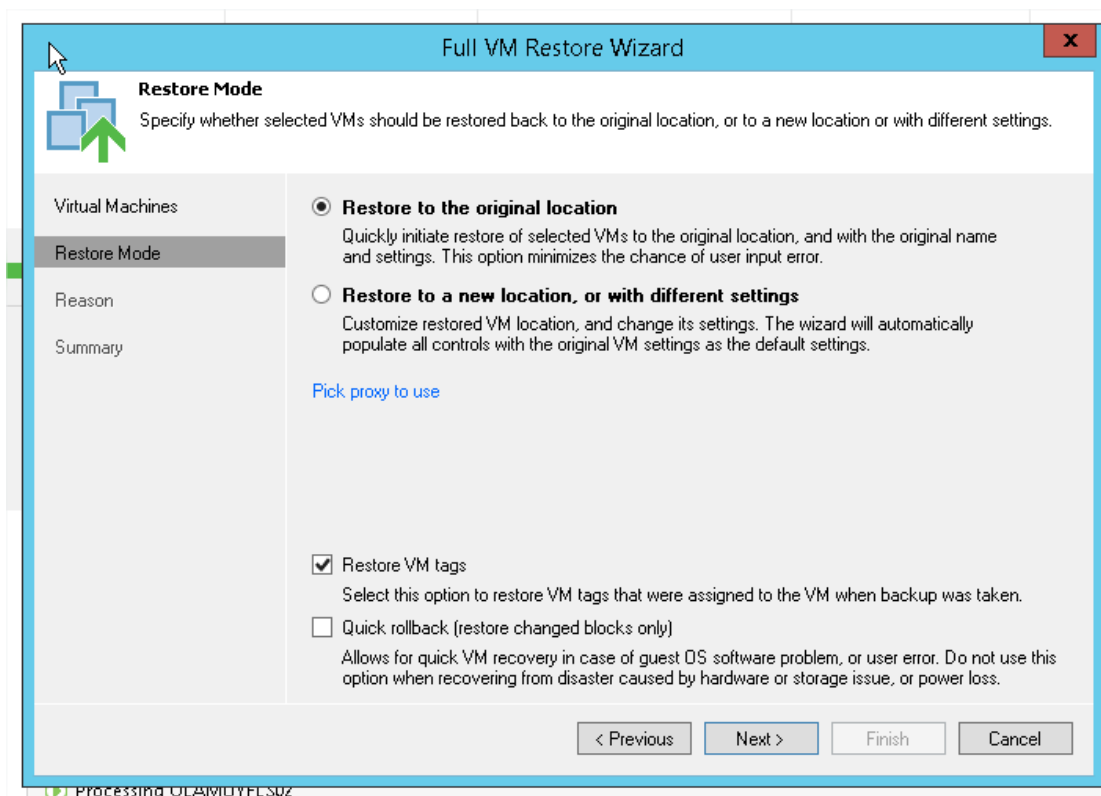 Full VM Restore Wizard
x
Restore Mode
Specify whether selected VMs should be restored back to the original location, or to a new location or with different settings.
Virtual Machines
Restore Mode
Reason
Summary
Restore to the original location
Quickly initiate restore of selected VMs to the original location, and with the original name
and settings. This option minimizes the chance of user input error.
Restore to a new location, or with different settings
Customize restored VM location, and change its settings. The wizard will automatically
populate all controls with the original VM settings as the default settings.
Pick proxy to use
Restore VM tags
Select this option to restore VM tags that were assigned to the VM when backup was taken.
Quick rollback (restore changed blocks only)
Allows for quick VM recovery in case of guest OS software problem, or user error. Do not use this
option when recovering from disaster caused by hardware or storage issue, or power loss.
< Previous
Next >
Finish
Cancel
Processing